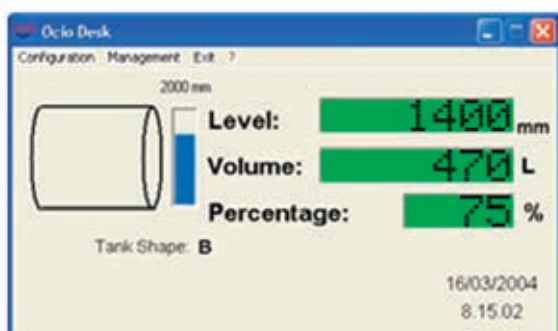 Ocio Desk
Configuration Management Exit ?
2000 mm
Level: 1400 mm
Volume: 470 L
Percentage: 75 %
Tank Shape: B
16/03/2004
8.15.02